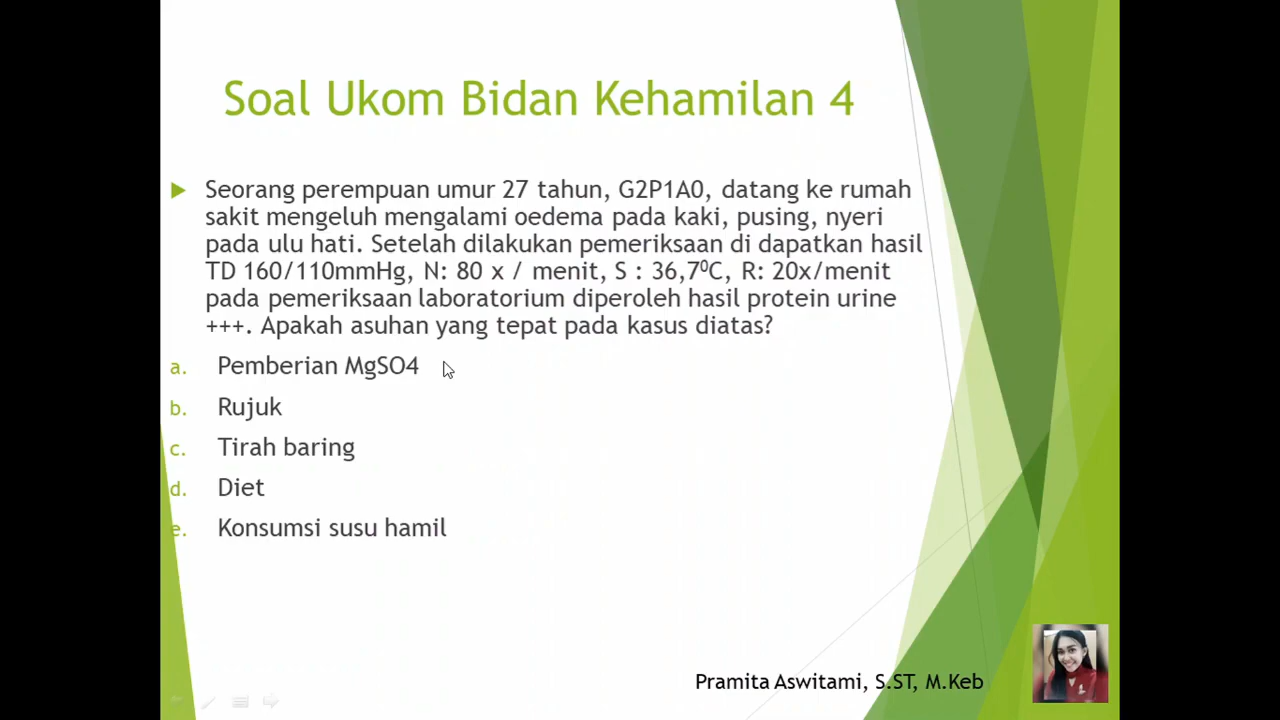 Soal Ukom Bidan Kehamilan 4
Seorang perempuan umur 27 tahun, G2P1A0, datang ke rumah
sakit mengeluh mengalami oedema pada kaki, pusing, nyeri
pada ulu hati. Setelah dilakukan pemeriksaan di dapatkan hasil
TD 160/110mmHg, N: 80 x / menit, S : 36,7⁰C, R: 20x/menit
pada pemeriksaan laboratorium diperoleh hasil protein urine
+++. Apakah asuhan yang tepat pada kasus diatas?
a. Pemberian MgSO4
b. Rujuk
c. Tirah baring
d. Diet
e. Konsumsi susu hamil
Pramita Aswitami, S.ST, M.Keb